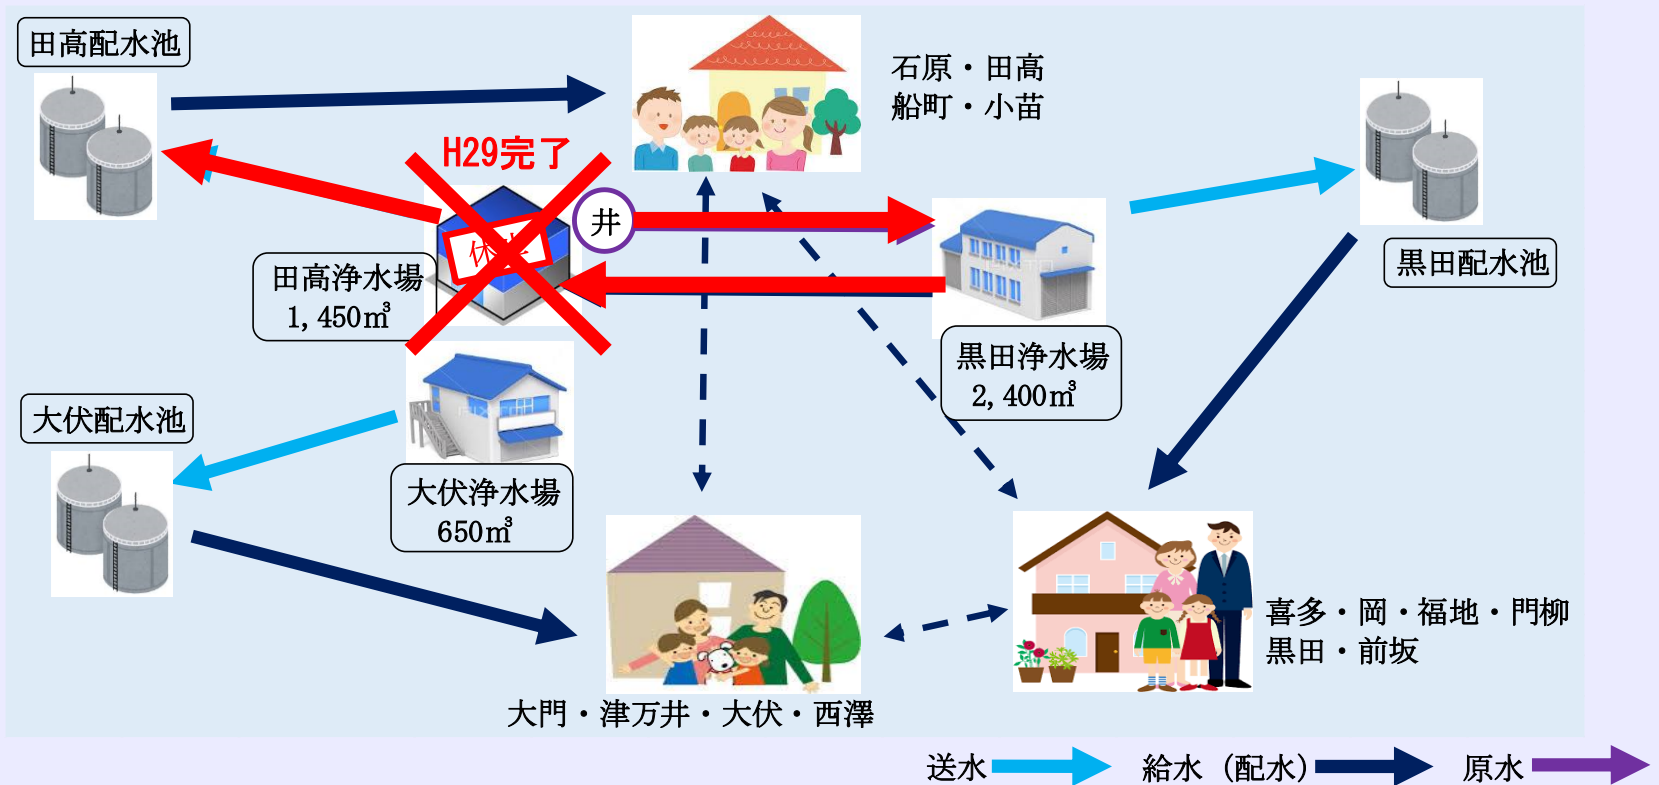 田高配水池
石原・田高
船町・小苗
H29完了
井
黒田配水池
田高浄水場
1,450㎥
黒田浄水場
2,400㎥
大伏配水池
大伏浄水場
650㎥
喜多・岡・福地・門柳
黒田・前坂
大門・津万井・大伏・西澤
送水
給水（配水）
原水